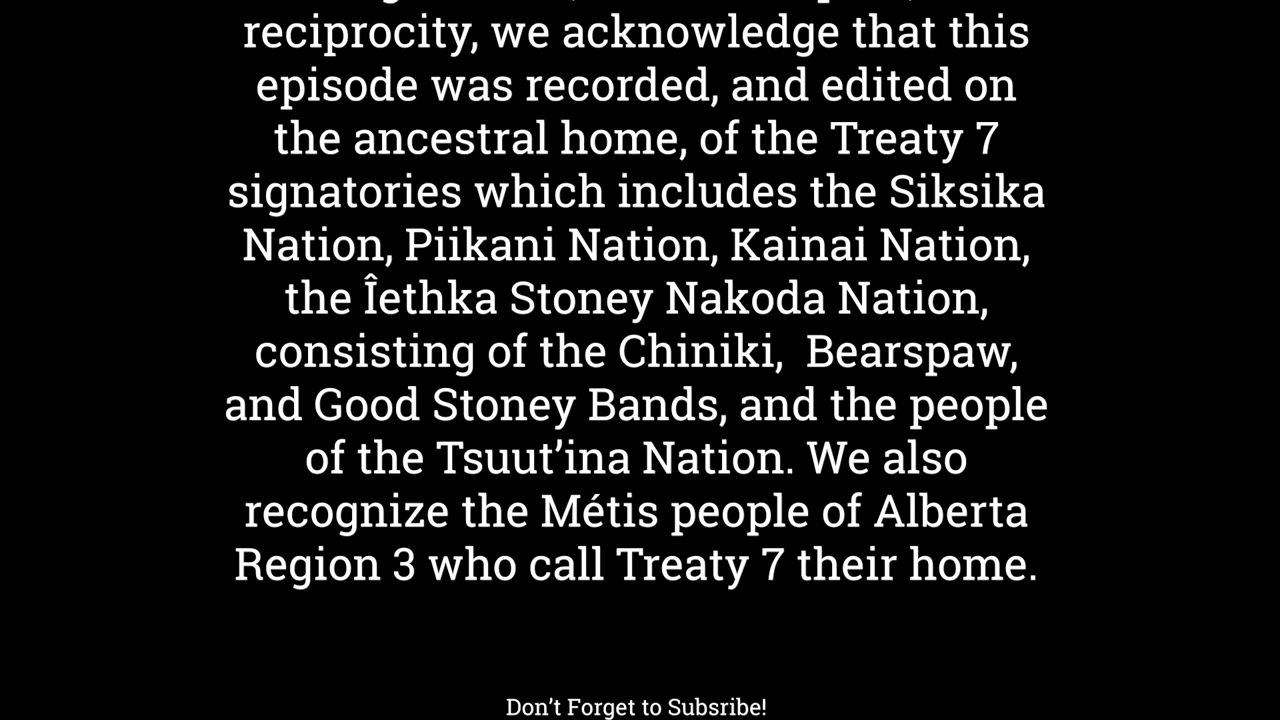 reciprocity, we acknowledge that this
episode was recorded, and edited on
the ancestral home, of the Treaty 7
signatories which includes the Siksika
Nation, Piikani Nation, Kainai Nation,
the Îethka Stoney Nakoda Nation,
consisting of the Chiniki,  Bearspaw,
and Good Stoney Bands, and the people
of the Tsuut’ina Nation. We also
recognize the Métis people of Alberta
Region 3 who call Treaty 7 their home.
Don’t Forget to Subsribe!